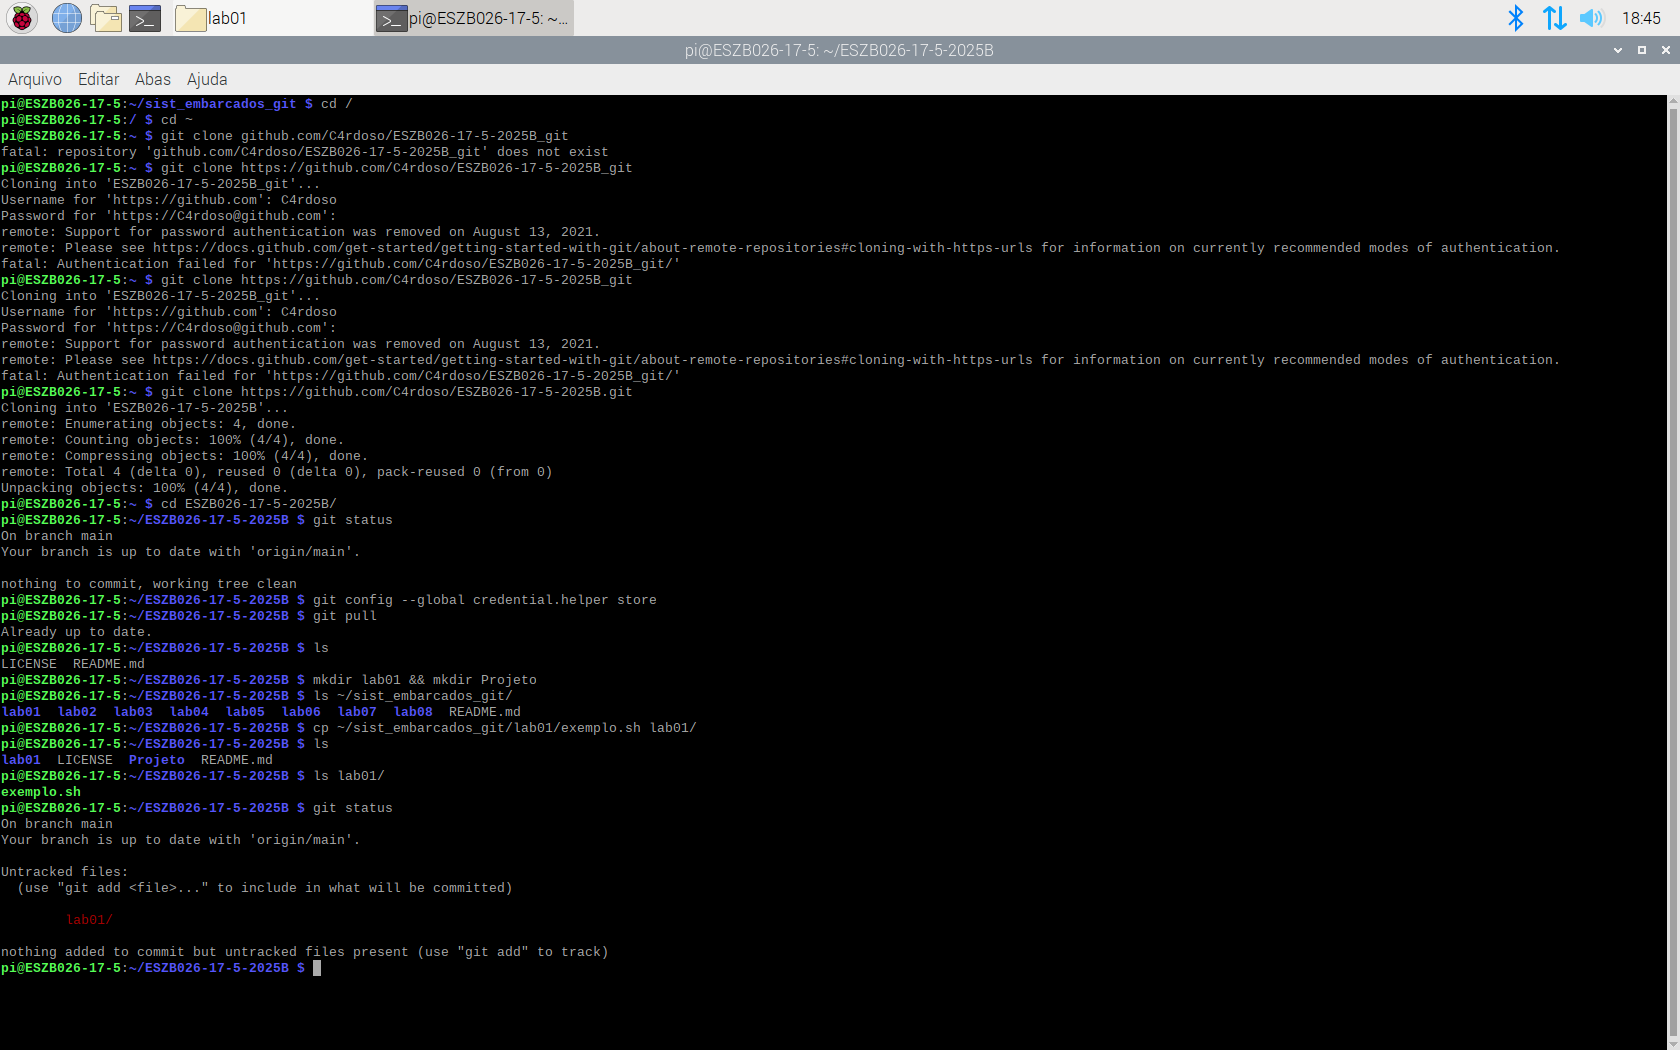 lab01
pi@ESZB026-17-5: ~...
18:45
pi@ESZB026-17-5: ~/ESZB026-17-5-2025B
Arquivo Editar Abas Ajuda
pi@ESZB026-17-5:~/sist_embarcados_git $ cd /
pi@ESZB026-17-5:/ $ cd ~
pi@ESZB026-17-5:~ $ git clone github.com/C4rdoso/ESZB026-17-5-2025B_git
fatal: repository 'github.com/C4rdoso/ESZB026-17-5-2025B_git' does not exist
pi@ESZB026-17-5:~ $ git clone https://github.com/C4rdoso/ESZB026-17-5-2025B_git
Cloning into 'ESZB026-17-5-2025B_git'...
Username for 'https://github.com': C4rdoso
Password for 'https://C4rdoso@github.com':
remote: Support for password authentication was removed on August 13, 2021.
remote: Please see https://docs.github.com/get-started/getting-started-with-git/about-remote-repositories#cloning-with-https-urls for information on currently recommended modes of authentication.
fatal: Authentication failed for 'https://github.com/C4rdoso/ESZB026-17-5-2025B_git/'
pi@ESZB026-17-5:~ $ git clone https://github.com/C4rdoso/ESZB026-17-5-2025B_git
Cloning into 'ESZB026-17-5-2025B_git'...
Username for 'https://github.com': C4rdoso
Password for 'https://C4rdoso@github.com':
remote: Support for password authentication was removed on August 13, 2021.
remote: Please see https://docs.github.com/get-started/getting-started-with-git/about-remote-repositories#cloning-with-https-urls for information on currently recommended modes of authentication.
fatal: Authentication failed for 'https://github.com/C4rdoso/ESZB026-17-5-2025B_git/'
pi@ESZB026-17-5:~ $ git clone https://github.com/C4rdoso/ESZB026-17-5-2025B.git
Cloning into 'ESZB026-17-5-2025B'...
remote: Enumerating objects: 4, done.
remote: Counting objects: 100% (4/4), done.
remote: Compressing objects: 100% (4/4), done.
remote: Total 4 (delta 0), reused 0 (delta 0), pack-reused 0 (from 0)
Unpacking objects: 100% (4/4), done.
pi@ESZB026-17-5:~ $ cd ESZB026-17-5-2025B/
pi@ESZB026-17-5:~/ESZB026-17-5-2025B $ git status
On branch main
Your branch is up to date with 'origin/main'.
nothing to commit, working tree clean
pi@ESZB026-17-5:~/ESZB026-17-5-2025B $ git config --global credential.helper store
pi@ESZB026-17-5:~/ESZB026-17-5-2025B $ git pull
Already up to date.
pi@ESZB026-17-5:~/ESZB026-17-5-2025B $ ls
LICENSE  README.md
pi@ESZB026-17-5:~/ESZB026-17-5-2025B $ mkdir lab01 && mkdir Projeto
pi@ESZB026-17-5:~/ESZB026-17-5-2025B $ ls ~/sist_embarcados_git/
lab01  lab02  lab03  lab04  lab05  lab06  lab07  lab08  README.md
pi@ESZB026-17-5:~/ESZB026-17-5-2025B $ cp ~/sist_embarcados_git/lab01/exemplo.sh lab01/
pi@ESZB026-17-5:~/ESZB026-17-5-2025B $ ls
lab01  LICENSE  Projeto  README.md
pi@ESZB026-17-5:~/ESZB026-17-5-2025B $ ls lab01/
exemplo.sh
pi@ESZB026-17-5:~/ESZB026-17-5-2025B $ git status
On branch main
Your branch is up to date with 'origin/main'.
Untracked files:
(use "git add <file>..." to include in what will be committed)
lab01/
nothing added to commit but untracked files present (use "git add" to track)
pi@ESZB026-17-5:~/ESZB026-17-5-2025B $